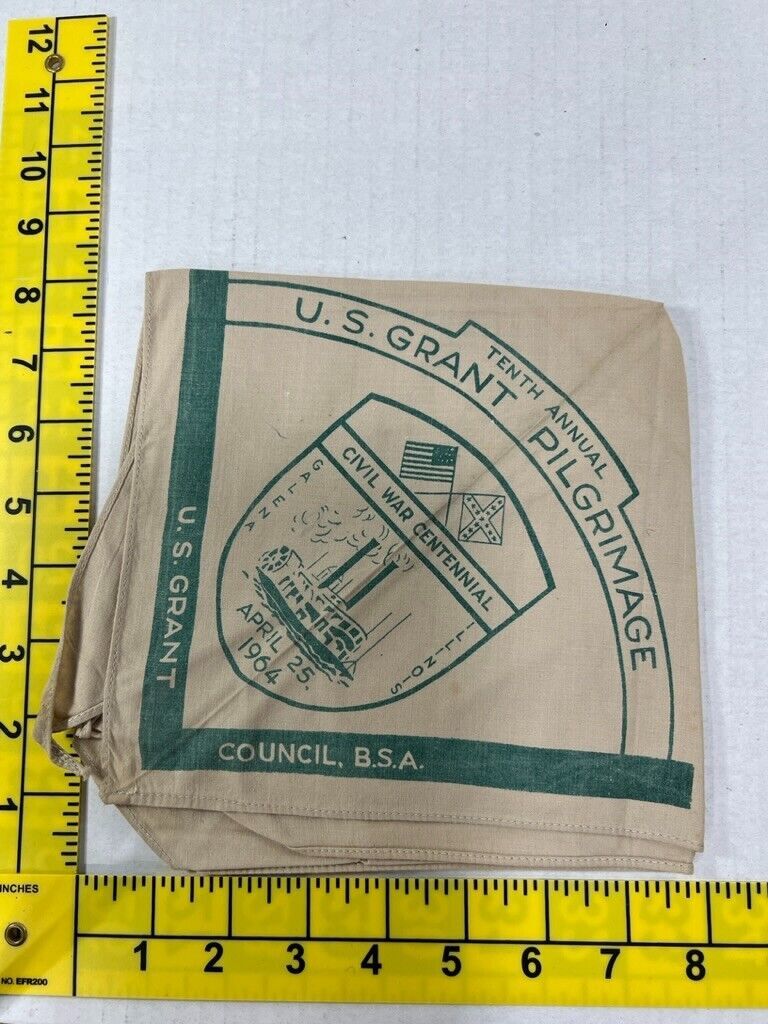 TENTH ANNUAL
U.S. GRANT PILGRIMAGE
CIVIL WAR CENTENNIAL
GALENA
ILLINOIS
APRIL 25,
1964
U.S. GRANT
COUNCIL, B.S.A.
12
11
10
9
8
7
6
5
4
3
2
1
INCHES
NO. EFR200
1 2 3 4 5 6 7 8